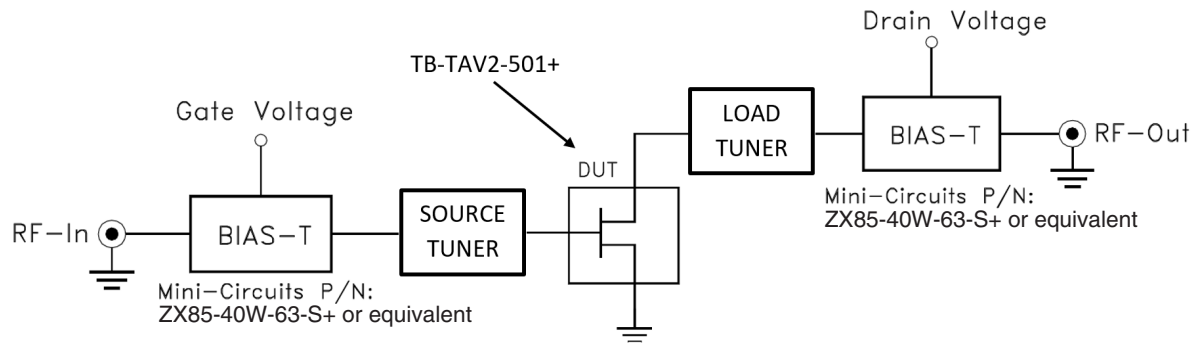 Drain Voltage
TB-TAV2-501+
Gate Voltage
LOAD
TUNER
BIAS-T
RF-Out
DUT
Mini-Circuits P/N:
ZX85-40W-63-S+ or equivalent
RF-In
BIAS-T
SOURCE
TUNER
Mini-Circuits P/N:
ZX85-40W-63-S+ or equivalent